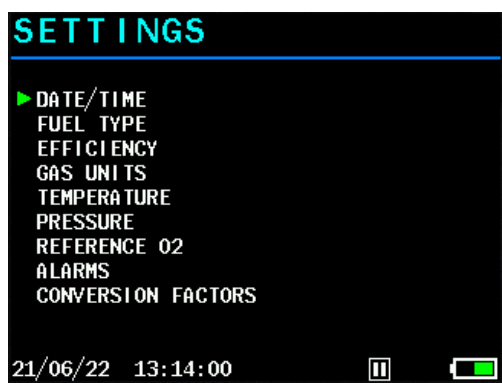 SETTINGS
DATE/TIME
FUEL TYPE
EFFICIENCY
GAS UNITS
TEMPERATURE
PRESSURE
REFERENCE O2
ALARMS
CONVERSION FACTORS
21/06/22 13:14:00